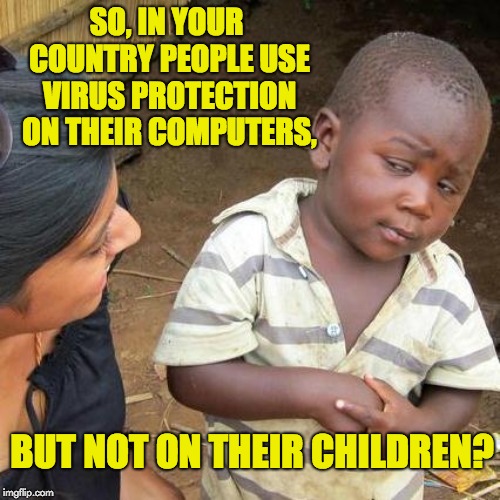 SO, IN YOUR
COUNTRY PEOPLE USE
VIRUS PROTECTION
ON THEIR COMPUTERS,
BUT NOT ON THEIR CHILDREN?
imgflip.com